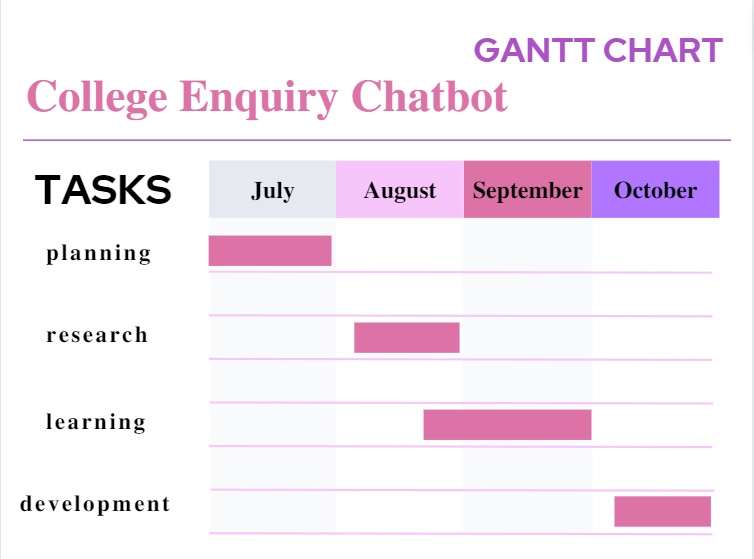 GANTT CHART
College Enquiry Chatbot
TASKS July August September October
planning
research
learning
development